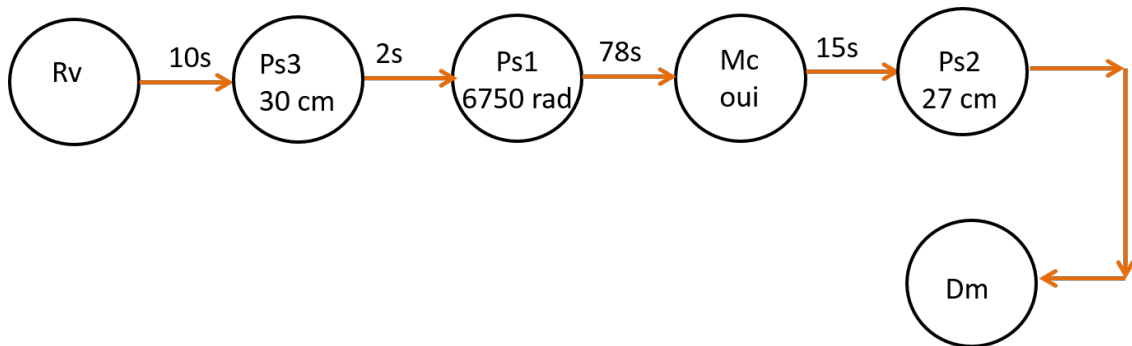 Rv
10s
Ps3
30 cm
2s
Ps1
6750 rad
78s
Mc
oui
15s
Ps2
27 cm
Dm